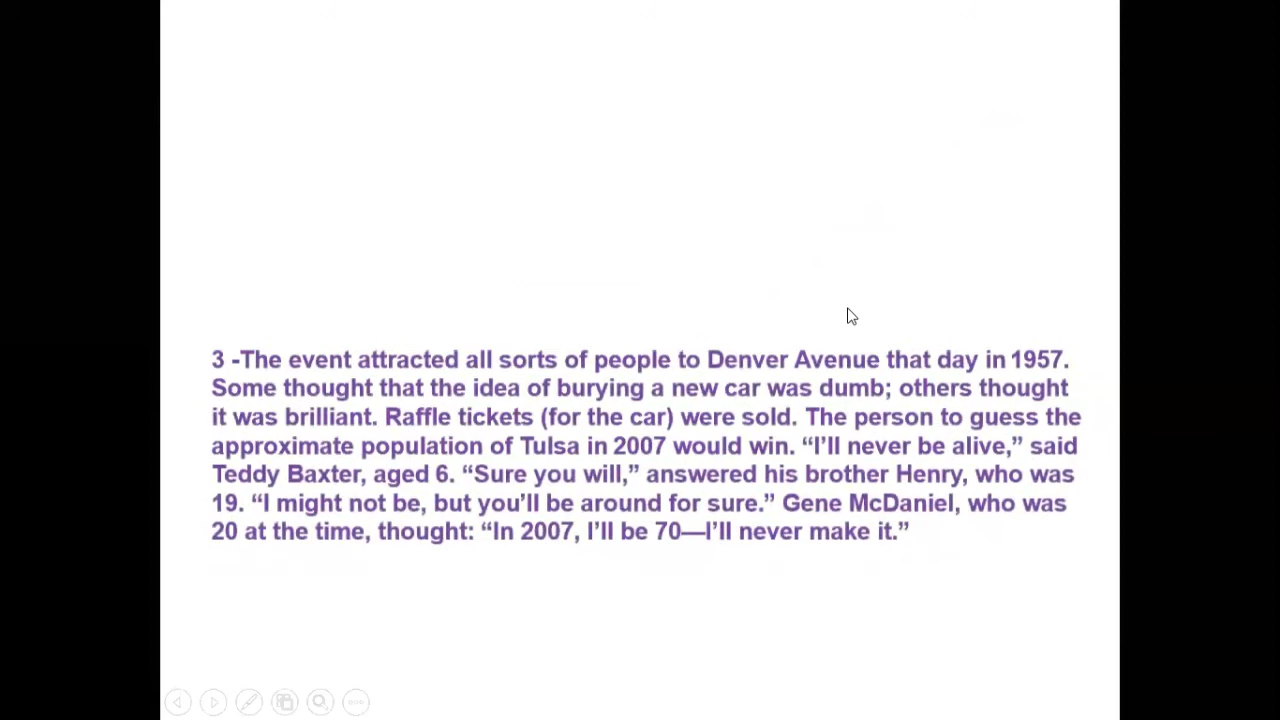 3 -The event attracted all sorts of people to Denver Avenue that day in 1957.
Some thought that the idea of burying a new car was dumb; others thought
it was brilliant. Raffle tickets (for the car) were sold. The person to guess the
approximate population of Tulsa in 2007 would win. “I’ll never be alive,” said
Teddy Baxter, aged 6. “Sure you will,” answered his brother Henry, who was
19. “I might not be, but you’ll be around for sure.” Gene McDaniel, who was
20 at the time, thought: “In 2007, I’ll be 70—I’ll never make it.”